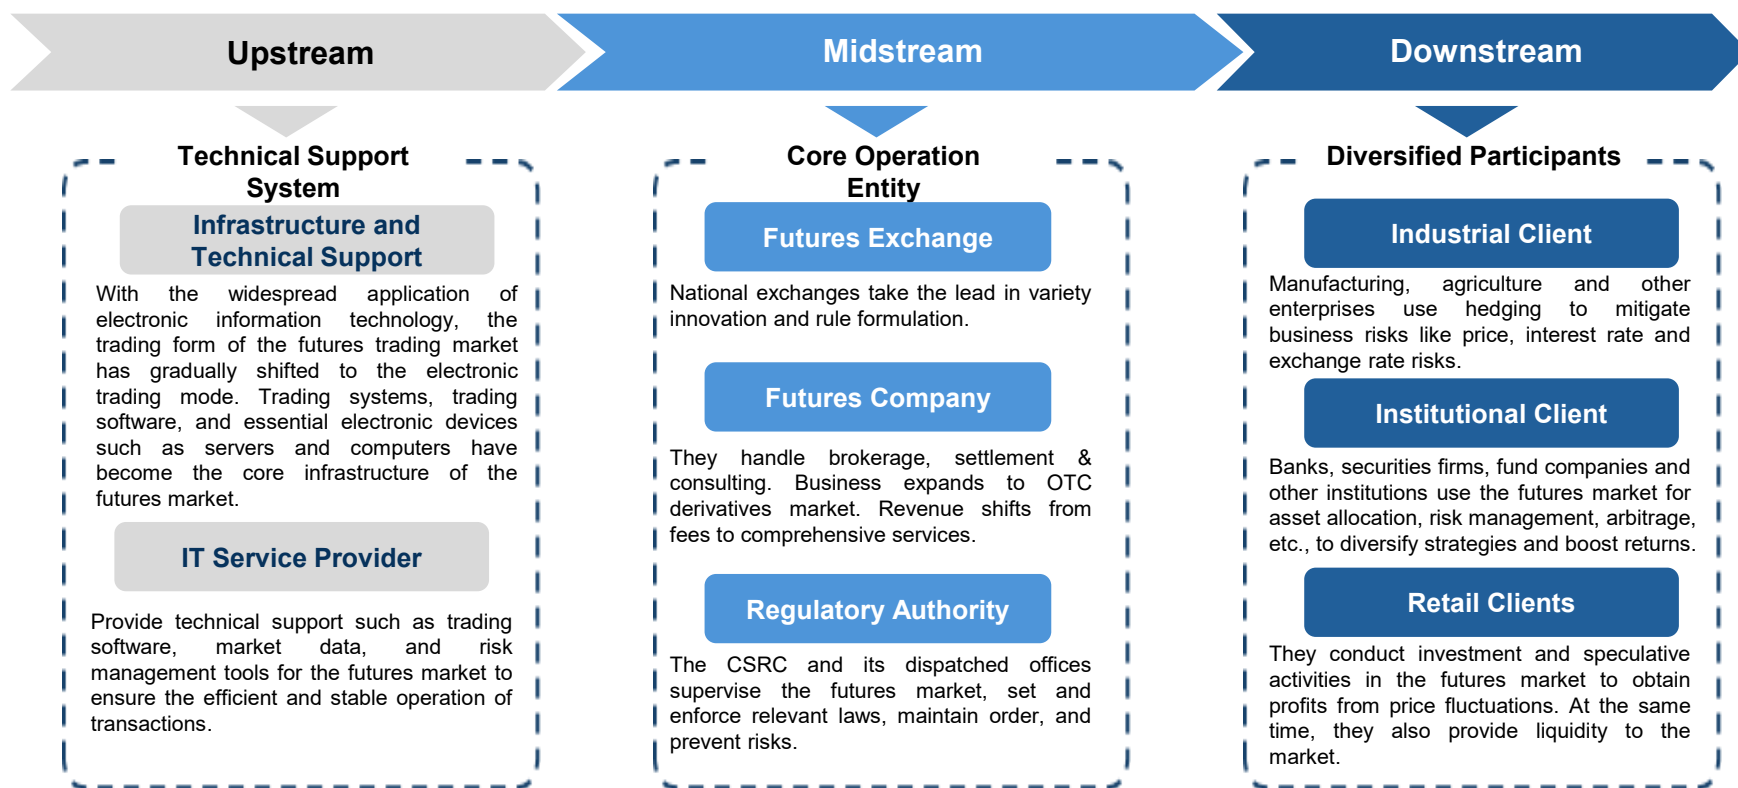 Upstream
Midstream
Downstream
Technical Support
System
Infrastructure and
Technical Support
With the widespread application of
electronic information technology, the
trading form of the futures trading market
has gradually shifted to the electronic
trading mode. Trading systems, trading
software, and essential electronic devices
such as servers and computers have
become the core infrastructure of the
futures market.
IT Service Provider
Provide technical support such as trading
software, market data, and risk
management tools for the futures market to
ensure the efficient and stable operation of
transactions.
Core Operation
Entity
Futures Exchange
National exchanges take the lead in variety
innovation and rule formulation.
Futures Company
They handle brokerage, settlement &
consulting. Business expands to OTC
derivatives market. Revenue shifts from
fees to comprehensive services.
Regulatory Authority
The CSRC and its dispatched offices
supervise the futures market, set and
enforce relevant laws, maintain order, and
prevent risks.
Diversified Participants
Industrial Client
Manufacturing, agriculture and other
enterprises use hedging to mitigate
business risks like price, interest rate and
exchange rate risks.
Institutional Client
Banks, securities firms, fund companies and
other institutions use the futures market for
asset allocation, risk management, arbitrage,
etc., to diversify strategies and boost returns.
Retail Clients
They conduct investment and speculative
activities in the futures market to obtain
profits from price fluctuations. At the same
time, they also provide liquidity to the
market.